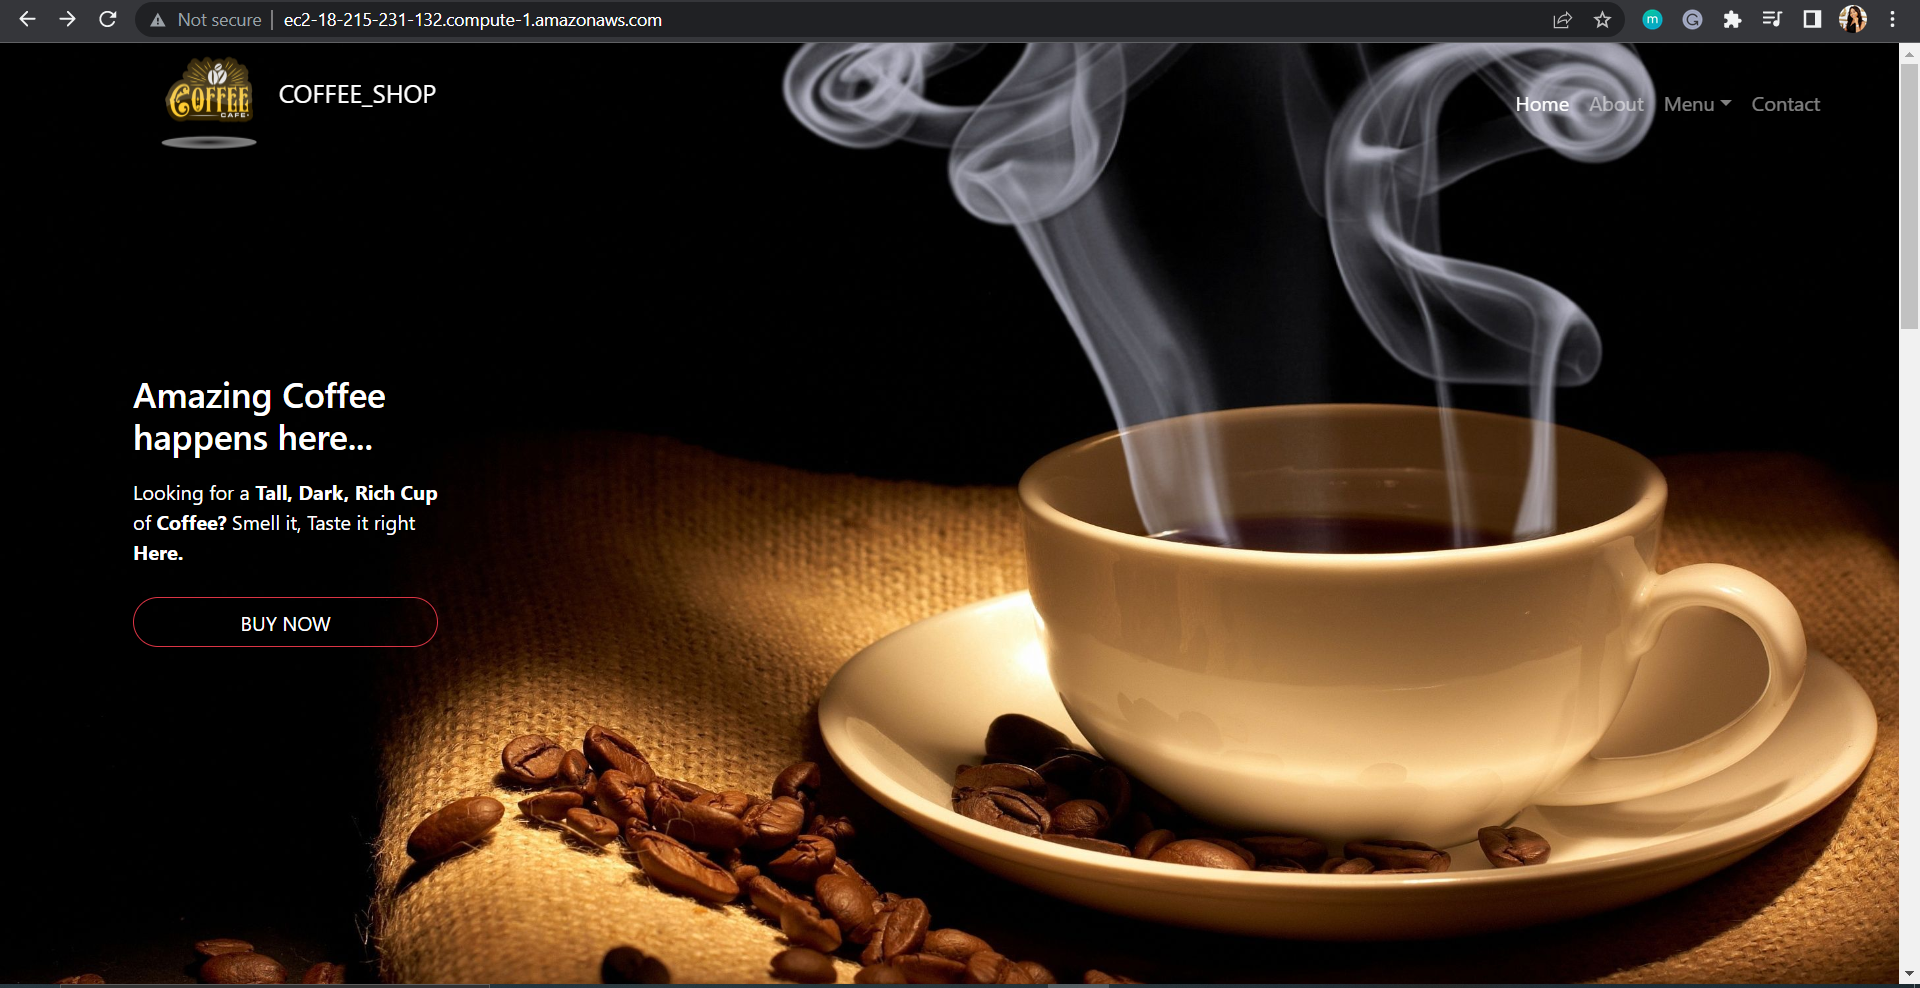 Not secure | ec2-18-215-231-132.compute-1.amazonaws.com
m G
COFFEE
CAFE
COFFEE_SHOP
Home About Menu Contact
Amazing Coffee
happens here...
Looking for a Tall, Dark, Rich Cup
of Coffee? Smell it, Taste it right
Here.
BUY NOW